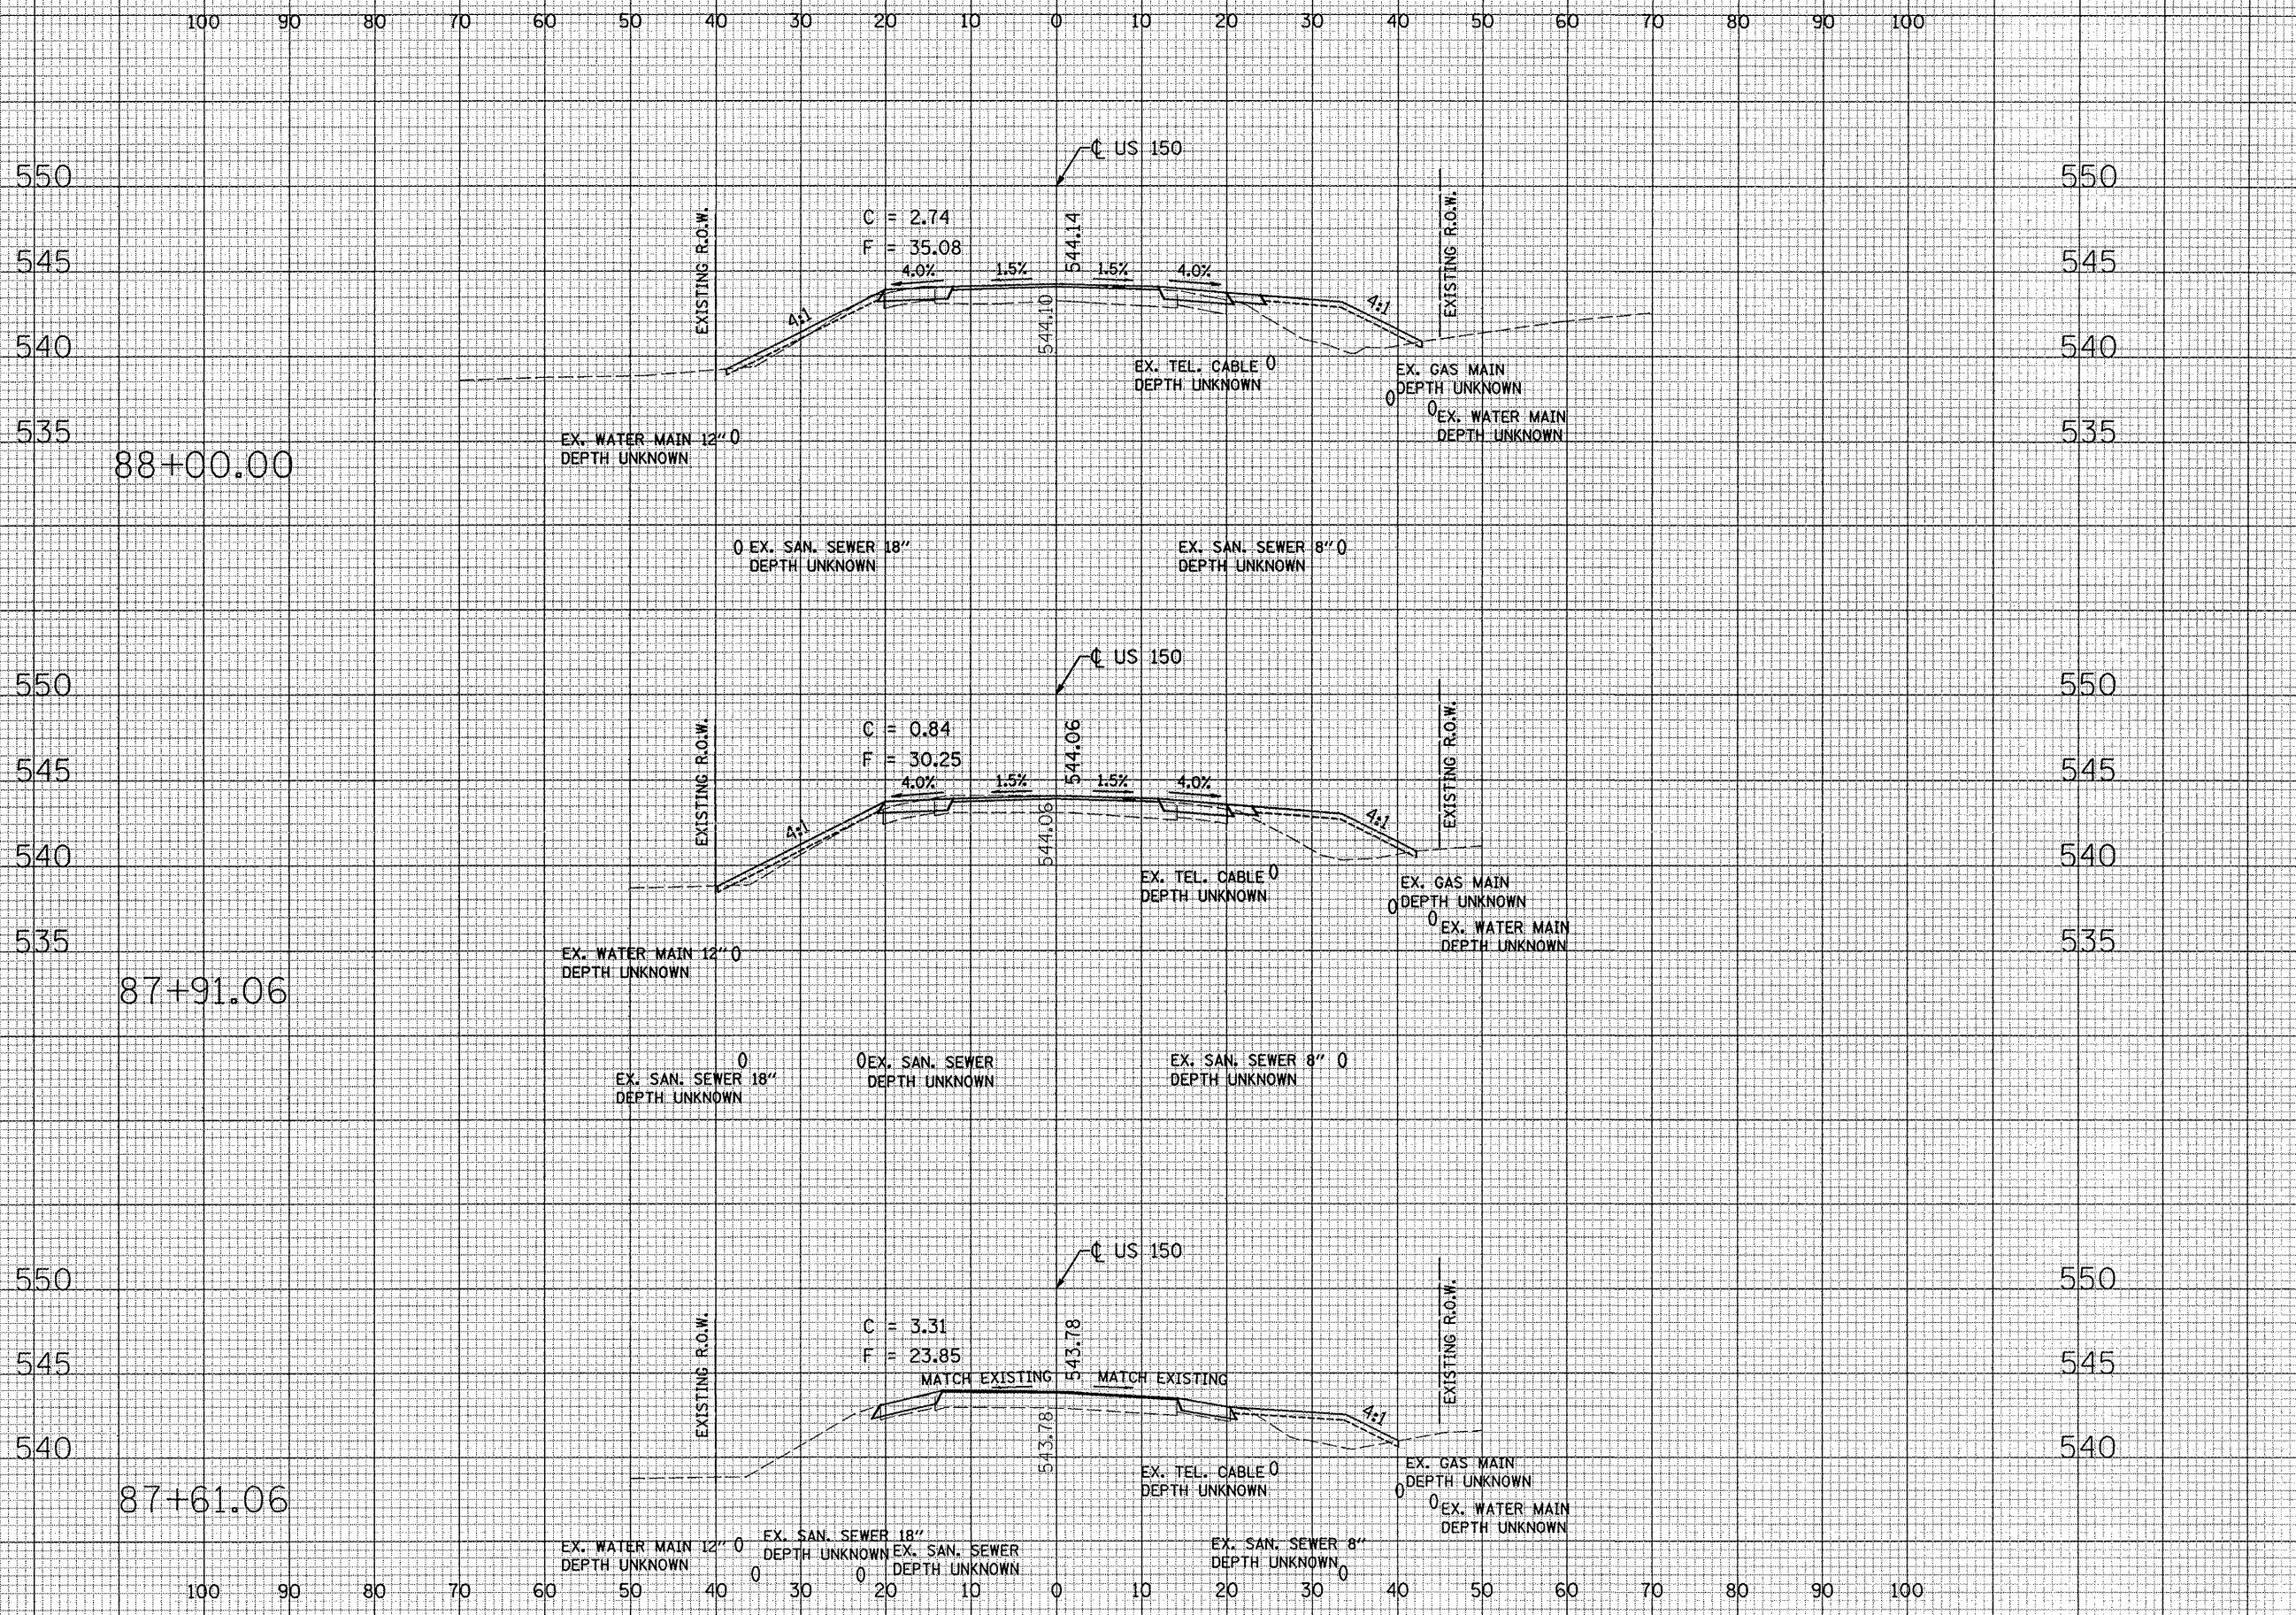 100 90 80 70 60 50 40 30 20 10 0 10 20 30 40 50 60 70 80 90 100
℄ US 150
550 550
C = 2.74
F = 35.08
544.14
EXISTING R.O.W.
EXISTING R.O.W.
545 545
4.0% 1.5% 1.5% 4.0%
4:1 4:1
544.10
540 540
EX. TEL. CABLE
DEPTH UNKNOWN
EX. GAS MAIN
DEPTH UNKNOWN
EX. WATER MAIN
DEPTH UNKNOWN
535 535
EX. WATER MAIN 12"
DEPTH UNKNOWN
88+00.00
EX. SAN. SEWER 18"
DEPTH UNKNOWN
EX. SAN. SEWER 8"
DEPTH UNKNOWN
℄ US 150
550 550
C = 0.84
F = 30.25
544.06
EXISTING R.O.W.
EXISTING R.O.W.
545 545
4.0% 1.5% 1.5% 4.0%
4:1 4:1
544.06
540 540
EX. TEL. CABLE
DEPTH UNKNOWN
EX. GAS MAIN
DEPTH UNKNOWN
EX. WATER MAIN
DEPTH UNKNOWN
535 535
EX. WATER MAIN 12"
DEPTH UNKNOWN
87+91.06
EX. SAN. SEWER 18"
DEPTH UNKNOWN
EX. SAN. SEWER
DEPTH UNKNOWN
EX. SAN. SEWER 8"
DEPTH UNKNOWN
℄ US 150
550 550
C = 3.31
F = 23.85
543.78
EXISTING R.O.W.
EXISTING R.O.W.
545 545
MATCH EXISTING MATCH EXISTING
4:1
543.78
540 540
EX. TEL. CABLE
DEPTH UNKNOWN
EX. GAS MAIN
DEPTH UNKNOWN
EX. WATER MAIN
DEPTH UNKNOWN
87+61.06
EX. WATER MAIN 12"
DEPTH UNKNOWN
EX. SAN. SEWER 18"
DEPTH UNKNOWN
EX. SAN. SEWER
DEPTH UNKNOWN
EX. SAN. SEWER 8"
DEPTH UNKNOWN
100 90 80 70 60 50 40 30 20 10 0 10 20 30 40 50 60 70 80 90 100